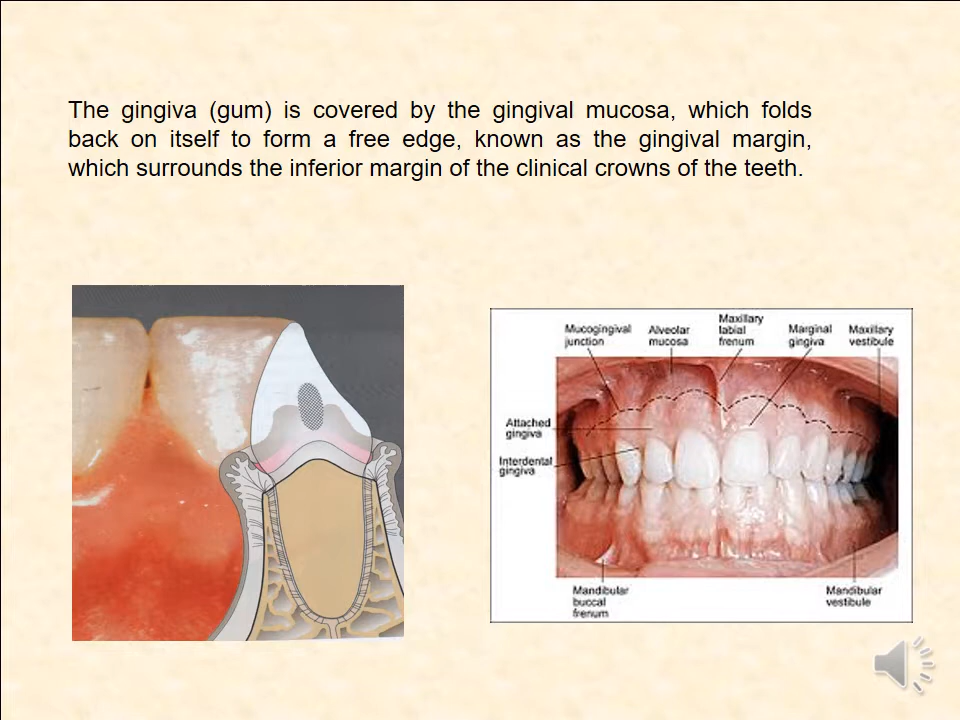 The gingiva (gum) is covered by the gingival mucosa, which folds
back on itself to form a free edge, known as the gingival margin,
which surrounds the inferior margin of the clinical crowns of the teeth.
Mucogingival
junction
Alveolar
mucosa
Maxillary
labial
frenum
Marginal
gingiva
Maxillary
vestibule
Attached
gingiva
Interdental
gingiva
Mandibular
buccal
frenum
Mandibular
vestibule